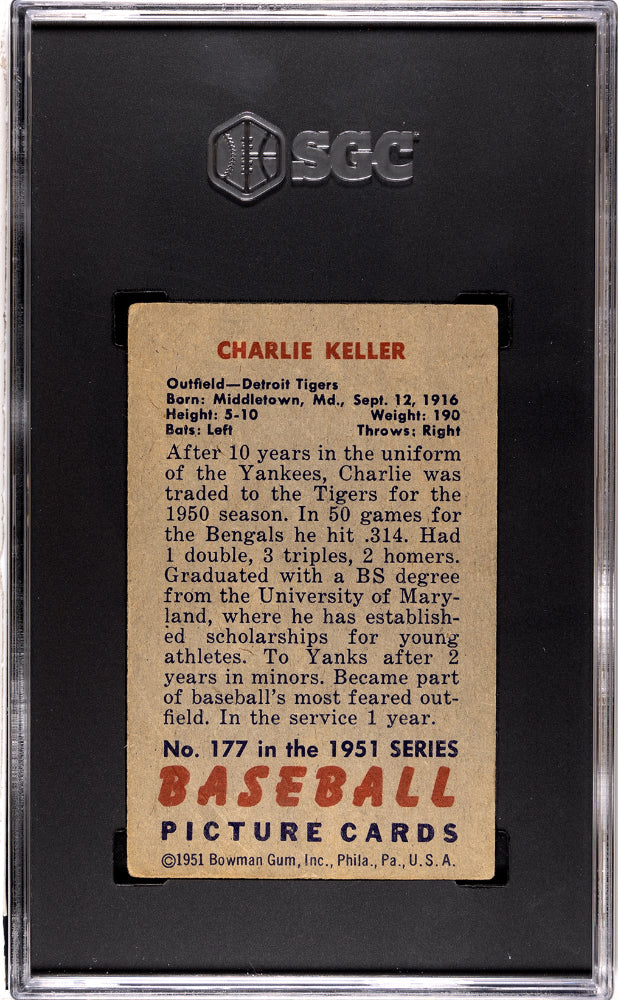 SGC
CHARLIE KELLER
Outfield—Detroit Tigers
Born: Middletown, Md., Sept. 12, 1916
Height: 5-10 Weight: 190
Bats: Left Throws: Right
After 10 years in the uniform
of the Yankees, Charlie was
traded to the Tigers for the
1950 season. In 50 games for
the Bengals he hit .314. Had
1 double, 3 triples, 2 homers.
Graduated with a BS degree
from the University of Mary-
land, where he has establish-
ed scholarships for young
athletes. To Yanks after 2
years in minors. Became part
of baseball's most feared out-
field. In the service 1 year.
No. 177 in the 1951 SERIES
BASEBALL
PICTURE CARDS
©1951 Bowman Gum, Inc., Phila., Pa., U.S.A.